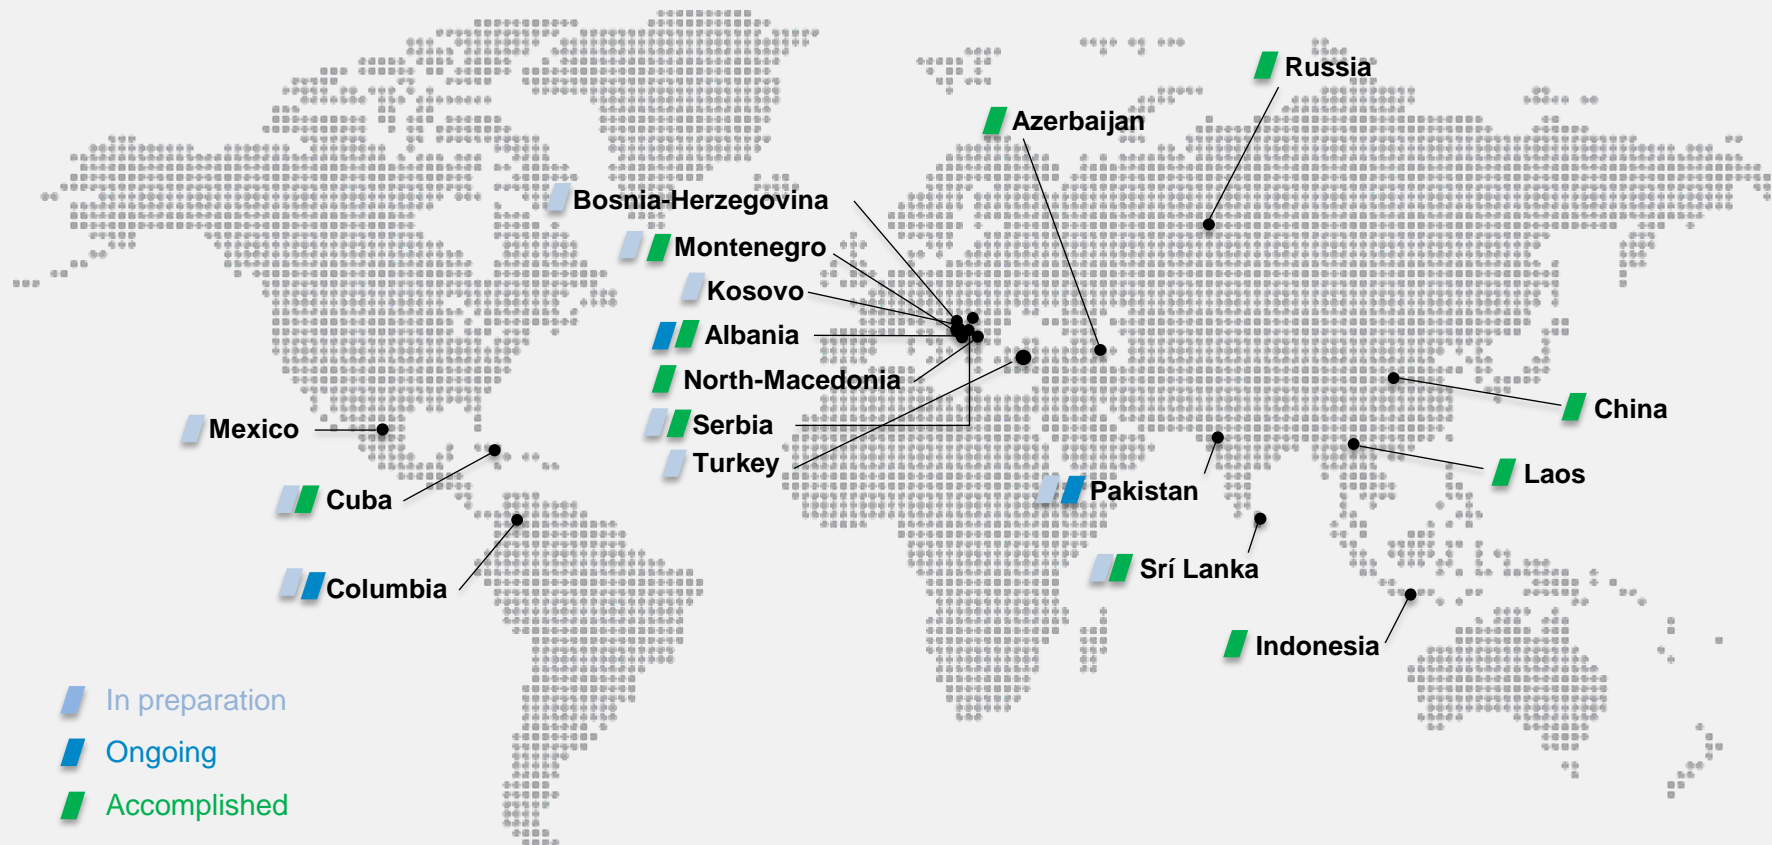 Russia
Azerbaijan
Bosnia-Herzegovina
Montenegro
Kosovo
Albania
North-Macedonia
Serbia
Turkey
Mexico
Cuba
Columbia
China
Laos
Pakistan
Srí Lanka
Indonesia
In preparation
Ongoing
Accomplished